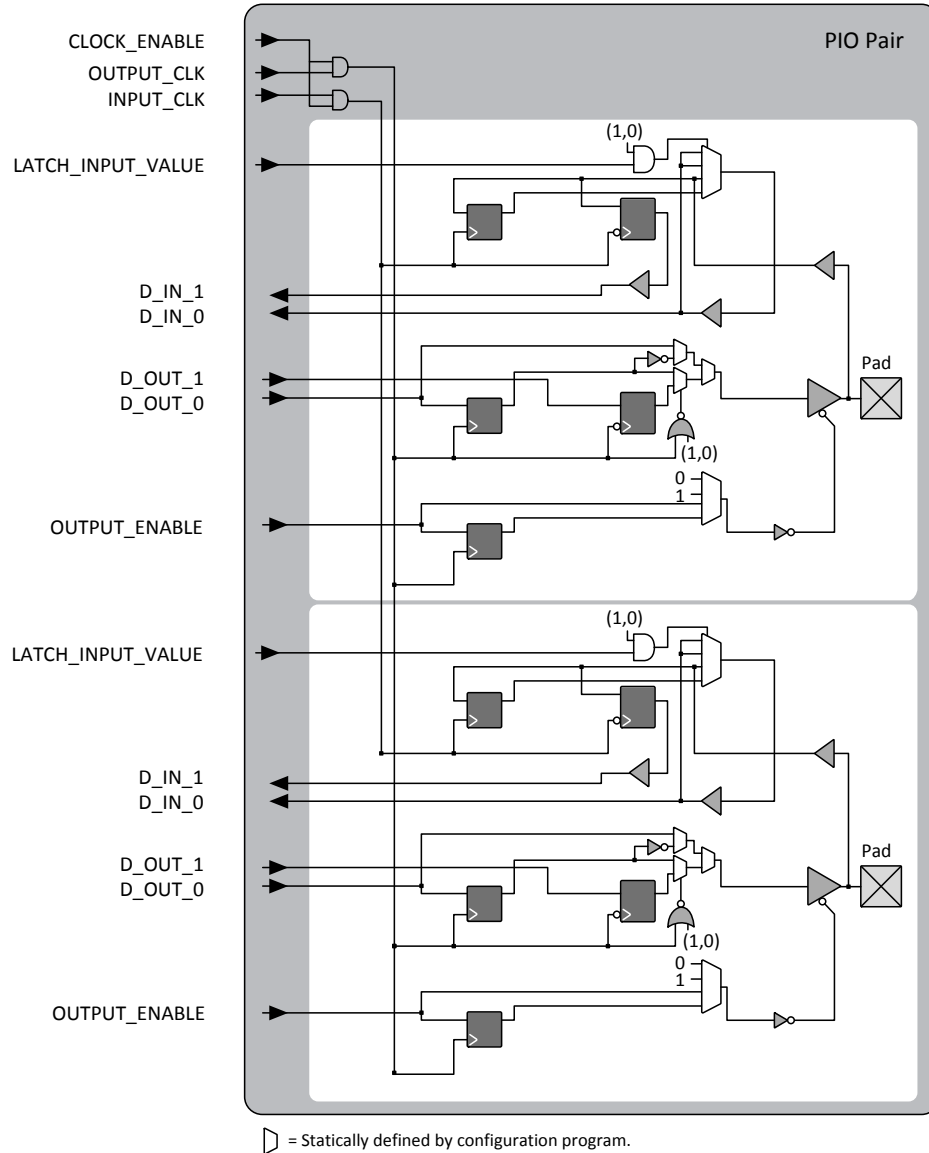 CLOCK_ENABLE
PIO Pair
OUTPUT_CLK
INPUT_CLK
(1,0)
LATCH_INPUT_VALUE
D_IN_1
D_IN_0
D_OUT_1
Pad
D_OUT_0
(1,0)
0
1
OUTPUT_ENABLE
(1,0)
LATCH_INPUT_VALUE
D_IN_1
D_IN_0
D_OUT_1
Pad
D_OUT_0
(1,0)
0
1
OUTPUT_ENABLE
= Statically defined by configuration program.